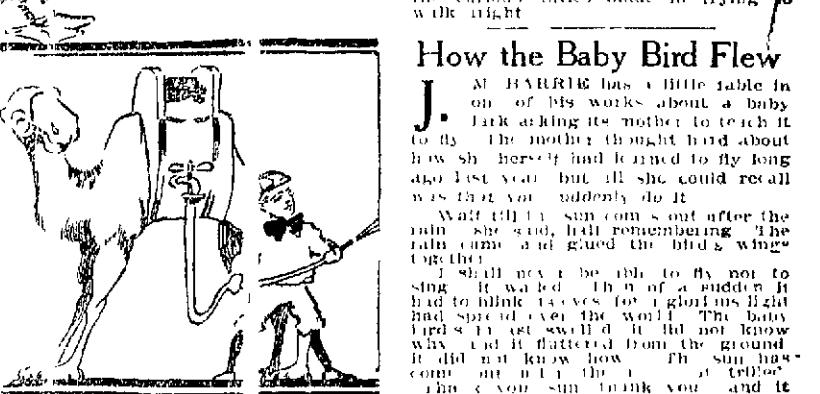 walk right
How the Baby Bird Flew
J. M. BARRIE has a little fable in
of his works about a baby
lark asking its mother to teach it
to fly The mother thought hard about
how she herself had learned to fly long
ago last year but all she could recall
was that you suddenly do it
Wait till the sun comes out after the
rain she said, half remembering The
rain came and glued the bird's wings
together
I shall never be able to fly nor to
sing it wailed Then of a sudden it
had to blink its eyes for a glorious light
had spread over the world The baby
bird's breast swelled it did not know
why and it fluttered from the ground
it did not know how The sun has
come out it trilled
Thank you sun thank you and it